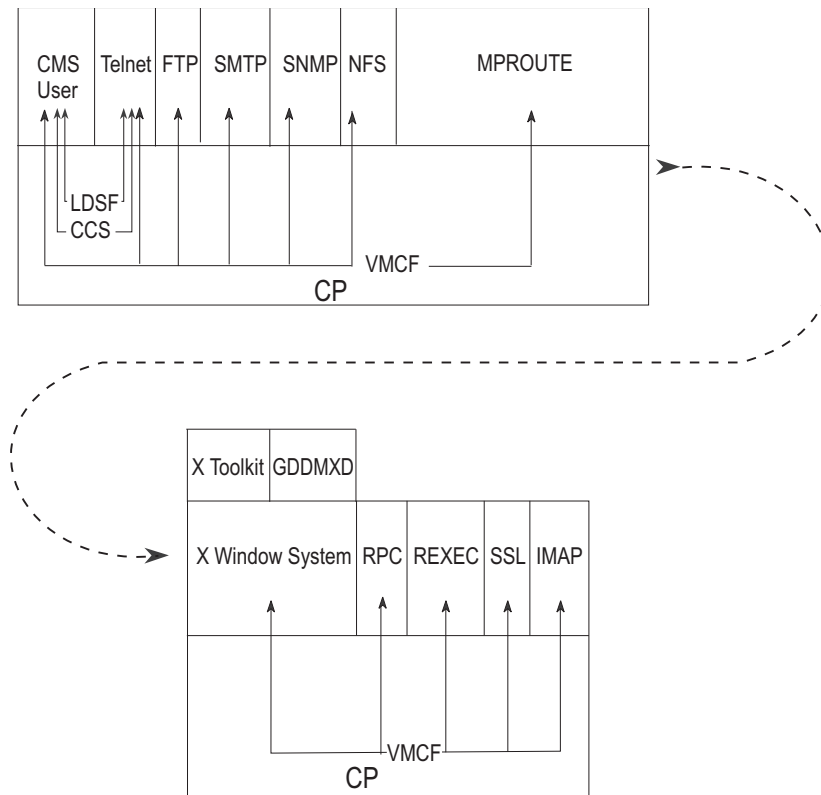 CMS User
Telnet
FTP
SMTP
SNMP
NFS
MPROUTE
LDSF
CCS
VMCF
CP
X Toolkit
GDDMXD
X Window System
RPC
REXEC
SSL
IMAP
VMCF
CP